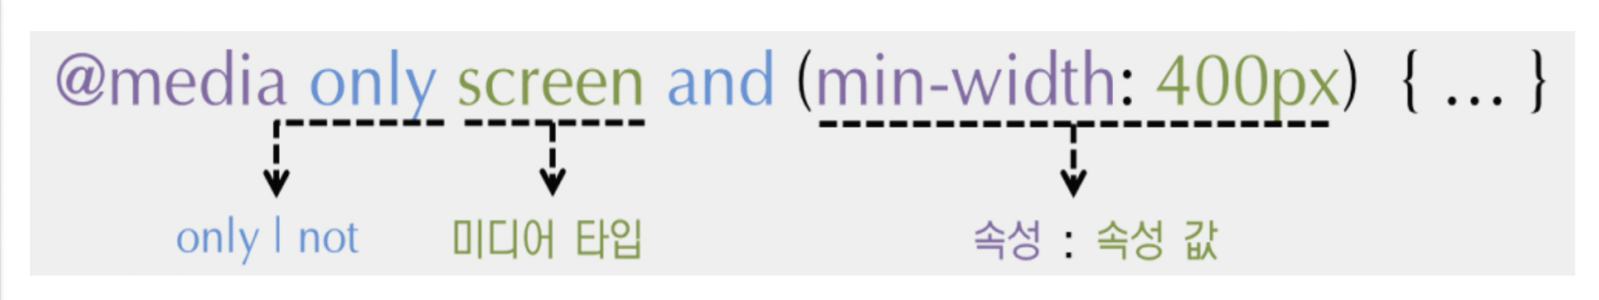 @media only screen and (min-width: 400px) { ... }
only | not 미디어 타입 속성 : 속성 값